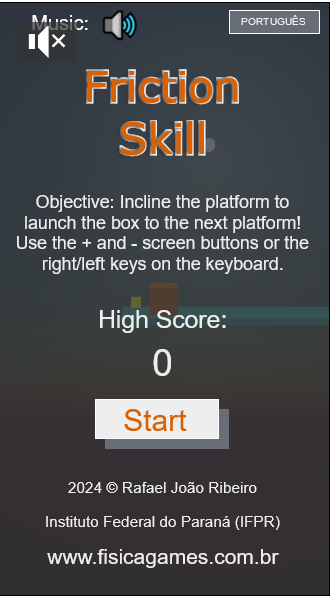 Music:
PORTUGUÊS
Friction
Skill
Objective: Incline the platform to
launch the box to the next platform!
Use the + and - screen buttons or the
right/left keys on the keyboard.
High Score:
0
Start
2024 © Rafael João Ribeiro
Instituto Federal do Paraná (IFPR)
www.fisicagames.com.br